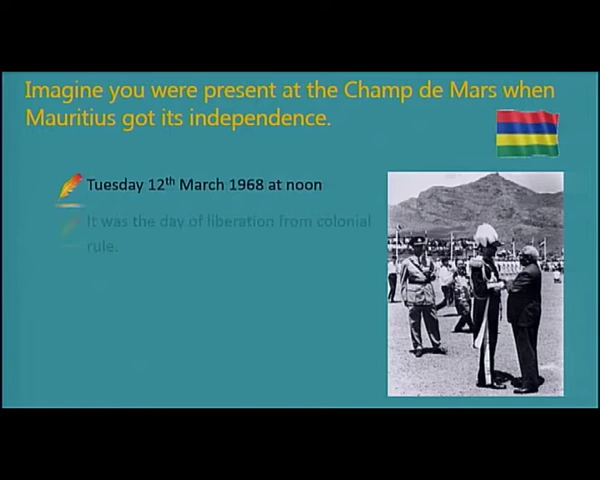 Imagine you were present at the Champ de Mars when
Mauritius got its independence.
Tuesday 12th March 1968 at noon
It was the day of liberation from colonial
rule.